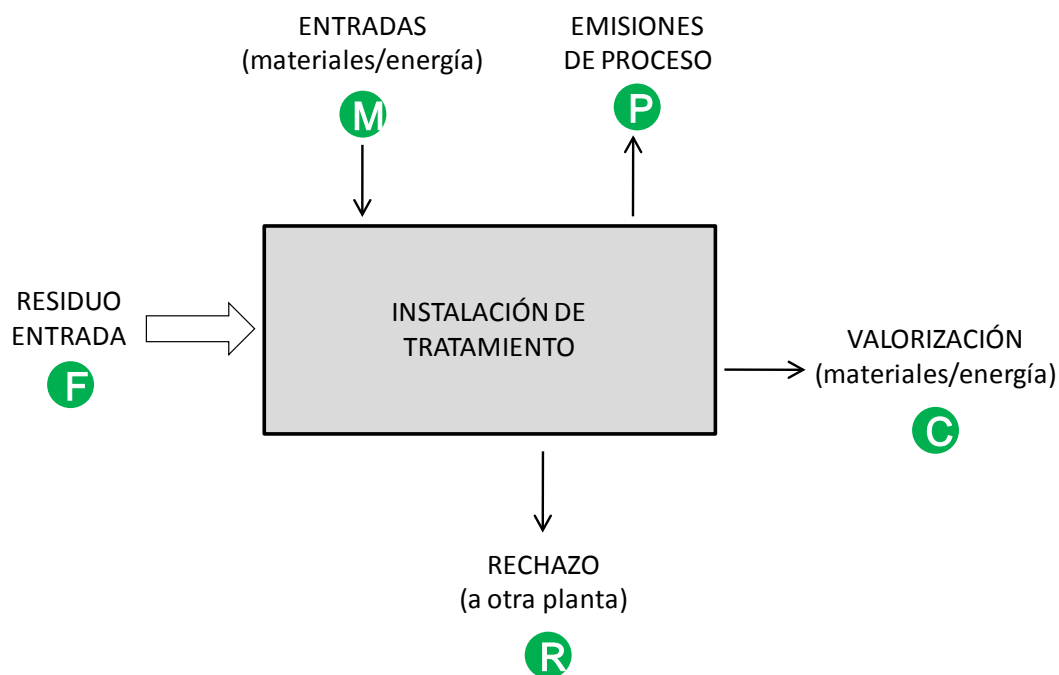 ENTRADAS
(materiales/energía)
M
EMISIONES
DE PROCESO
P
RESIDUO
ENTRADA
F
INSTALACIÓN DE
TRATAMIENTO
VALORIZACIÓN
(materiales/energía)
C
RECHAZO
(a otra planta)
R